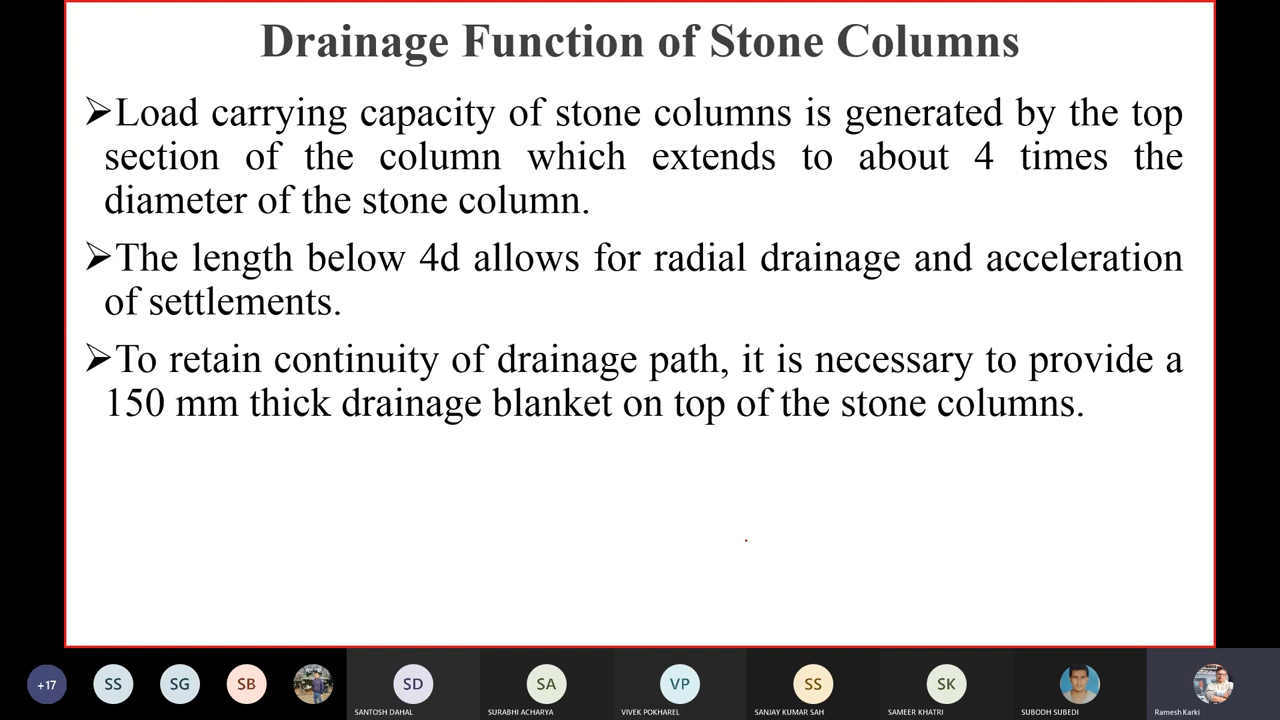 Drainage Function of Stone Columns
➢Load carrying capacity of stone columns is generated by the top
section of the column which extends to about 4 times the
diameter of the stone column.
➢The length below 4d allows for radial drainage and acceleration
of settlements.
➢To retain continuity of drainage path, it is necessary to provide a
150 mm thick drainage blanket on top of the stone columns.
+17 SS SG SB SD SA VP SS SK
SANTOSH DAHAL SURABHI ACHARYA VIVEK POKHAREL SANJAY KUMAR SAH SAMEER KHATRI SUBODH SUBEDI Ramesh Karki